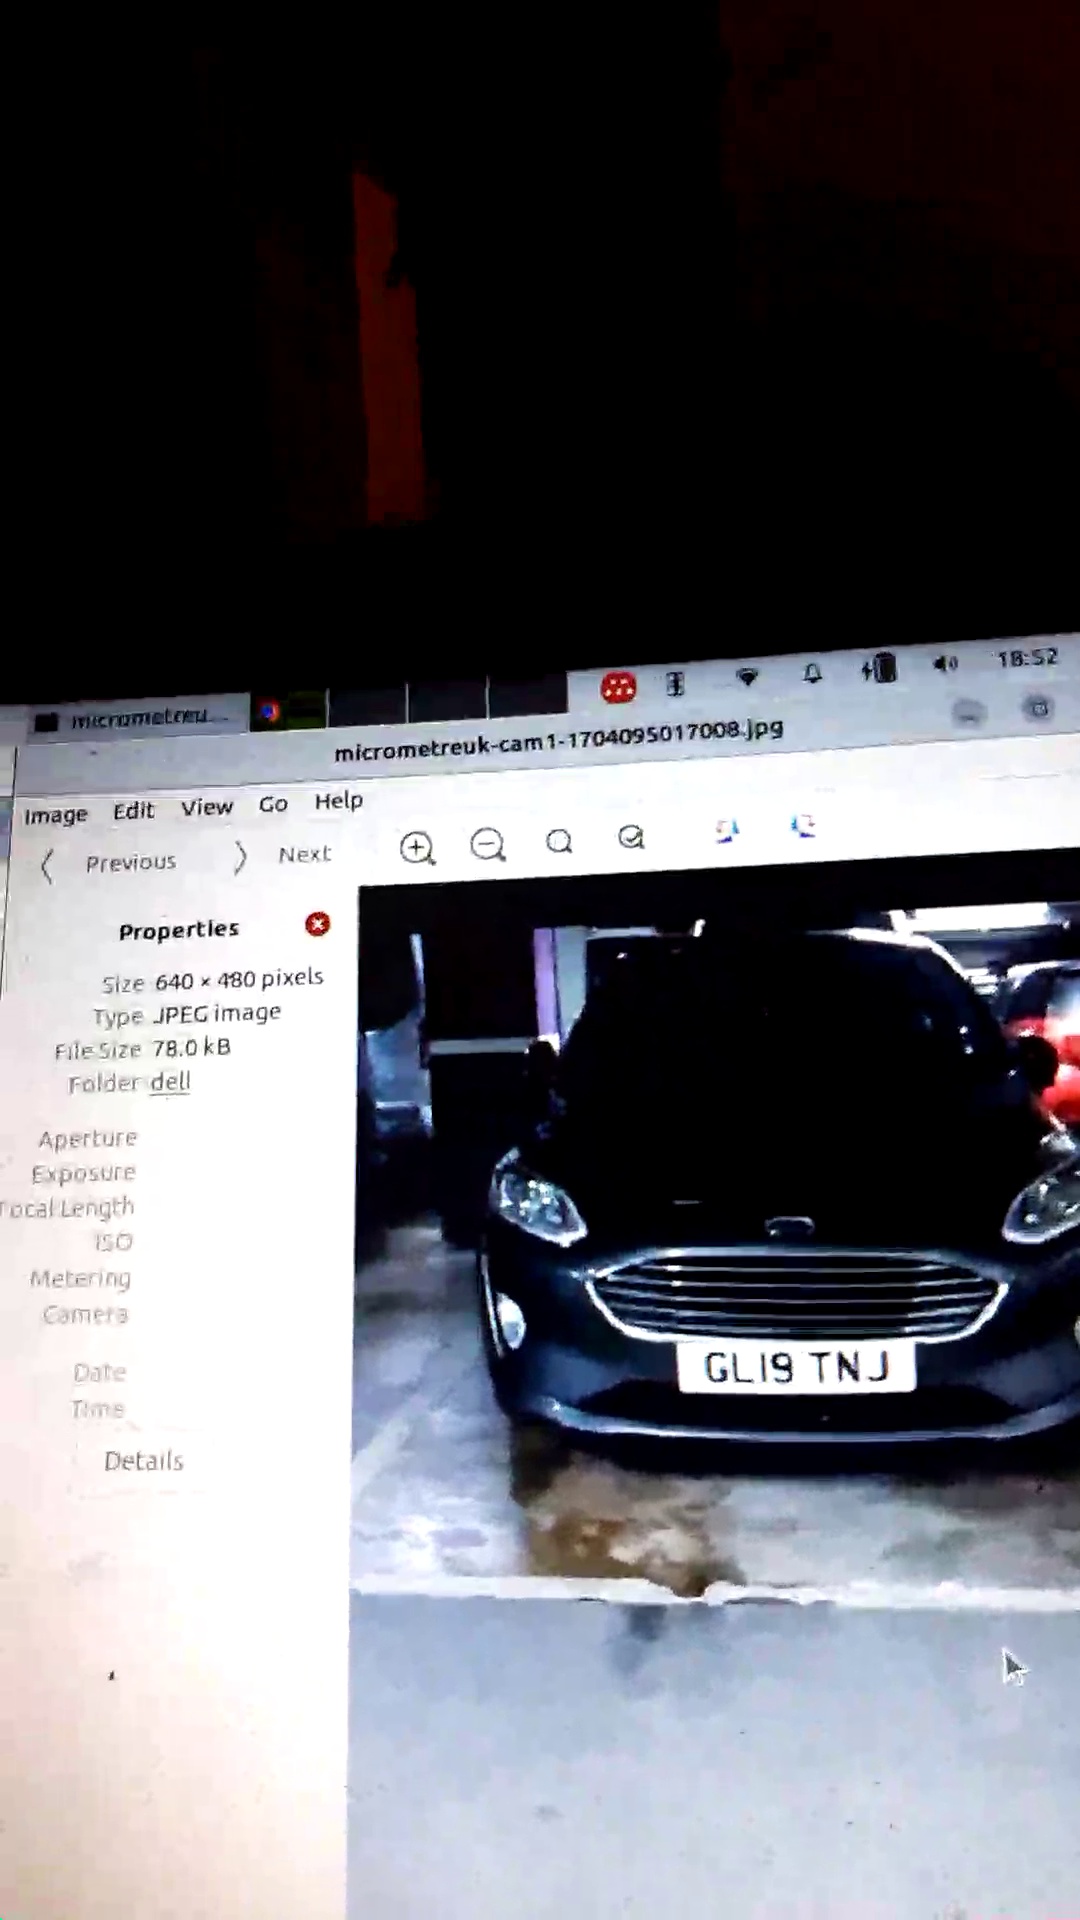 micrometreu...
18:52
micrometreuk-cam1-1704095017008.jpg
Image Edit View Go Help
Previous Next
Properties
Size 640 × 480 pixels
Type JPEG image
File Size 78.0 kB
Folder dell
Aperture
Exposure
Focal Length
ISO
Metering
Camera
Date
Time
Details
GL19 TNJ